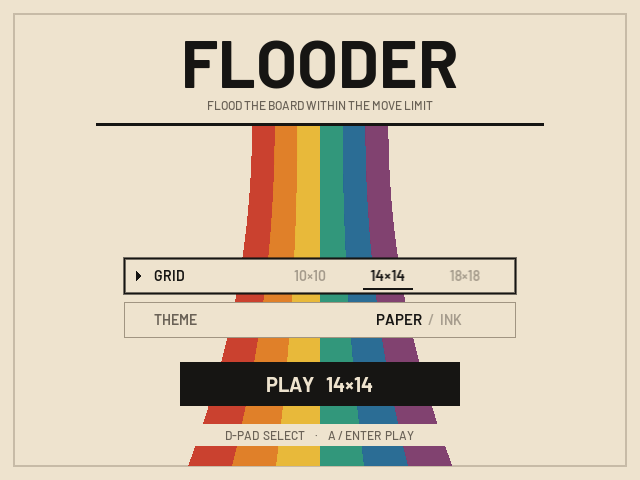 FLOODER
FLOOD THE BOARD WITHIN THE MOVE LIMIT
GRID 10×10 14×14 18×18
THEME PAPER / INK
PLAY 14×14
D-PAD SELECT · A / ENTER PLAY